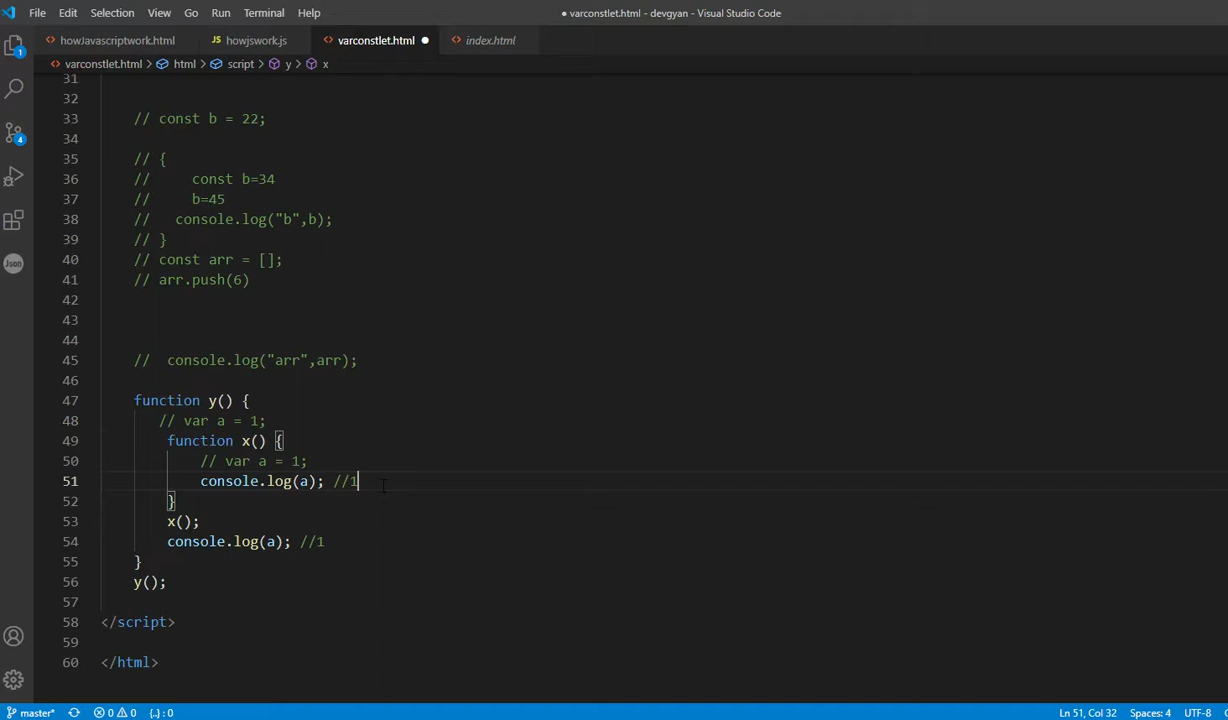 File Edit Selection View Go Run Terminal Help ● varconstlet.html - devgyan - Visual Studio Code
<> howJavascriptwork.html JS howjswork.js <> varconstlet.html ● <> index.html
<> varconstlet.html > html > script > y > x
31
32
33 // const b = 22;
34
35 // {
36 // const b=34
37 // b=45
38 // console.log("b",b);
39 // }
40 // const arr = [];
41 // arr.push(6)
42
43
44
45 // console.log("arr",arr);
46
47 function y() {
48 // var a = 1;
49 function x() {
50 // var a = 1;
51 console.log(a); //1
52 }
53 x();
54 console.log(a); //1
55 }
56 y();
57
58 </script>
59
60 </html>
1
4
Json
master* 0 0 {..} : 0 Ln 51, Col 32 Spaces: 4 UTF-8